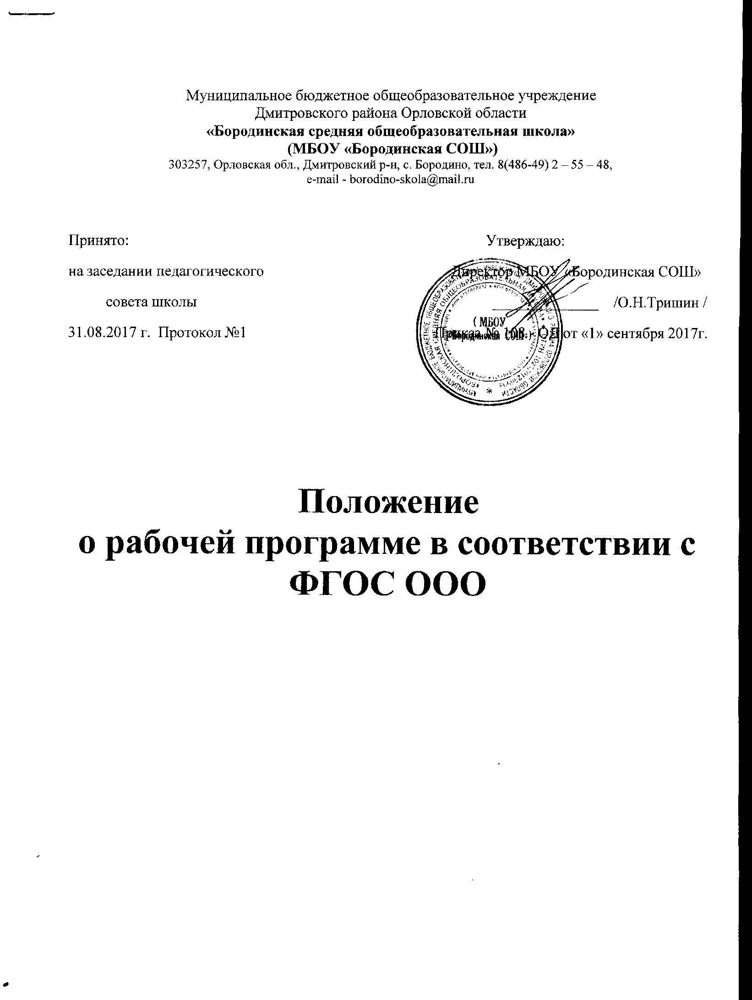 Муниципальное бюджетное общеобразовательное учреждение
Дмитровского района Орловской области
«Бородинская средняя общеобразовательная школа»
(МБОУ «Бородинская СОШ»)
303257, Орловская обл., Дмитровский р-н, с. Бородино, тел. 8(486-49) 2 – 55 – 48,
e-mail - borodino-skola@mail.ru
Принято:
Утверждаю:
на заседании педагогического
Директор МБОУ «Бородинская СОШ»
совета школы
/О.Н.Тришин /
31.08.2017 г. Протокол №1
Приказ № 108 - ОД от «1» сентября 2017г.
( МБОУ
Положение
о рабочей программе в соответствии с
ФГОС ООО